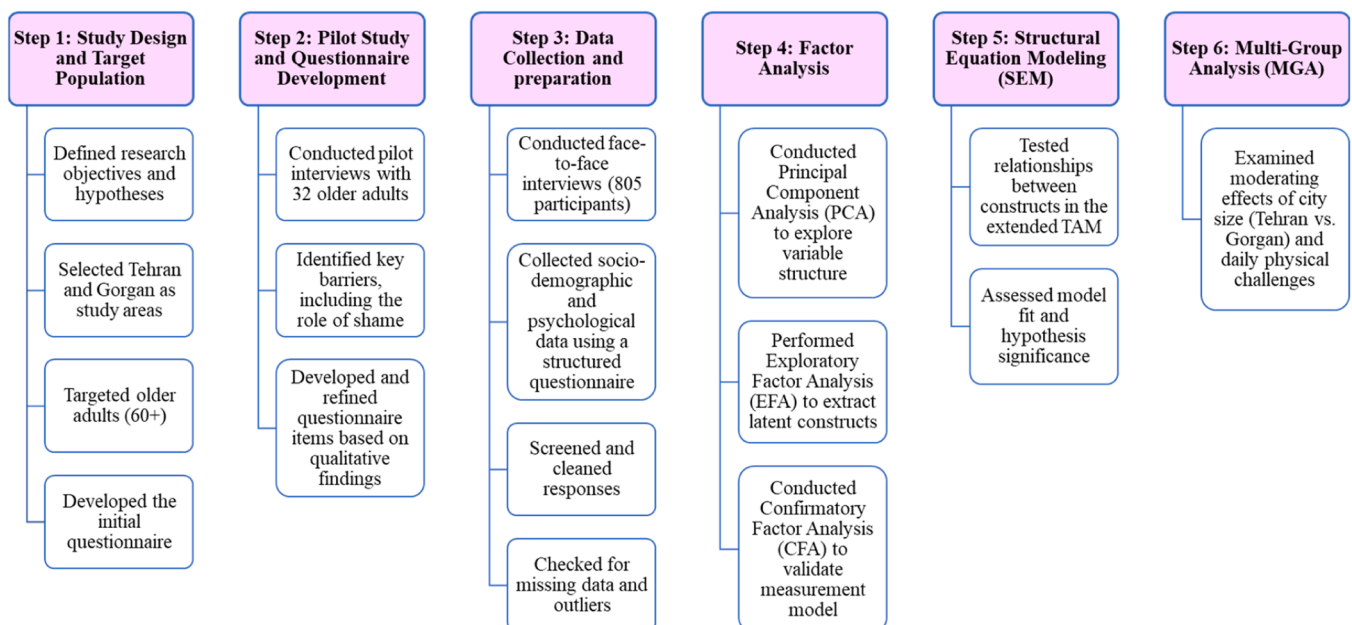 Step 1: Study Design
and Target
Population
Defined research
objectives and
hypotheses
Selected Tehran
and Gorgan as
study areas
Targeted older
adults (60+)
Developed the
initial
questionnaire
Step 2: Pilot Study
and Questionnaire
Development
Conducted pilot
interviews with
32 older adults
Identified key
barriers,
including the
role of shame
Developed and
refined
questionnaire
items based on
qualitative
findings
Step 3: Data
Collection and
preparation
Conducted face-
to-face
interviews (805
participants)
Collected socio-
demographic
and
psychological
data using a
structured
questionnaire
Screened and
cleaned
responses
Checked for
missing data and
outliers
Step 4: Factor
Analysis
Conducted
Principal
Component
Analysis (PCA)
to explore
variable
structure
Performed
Exploratory
Factor Analysis
(EFA) to extract
latent constructs
Conducted
Confirmatory
Factor Analysis
(CFA) to
validate
measurement
model
Step 5: Structural
Equation Modeling
(SEM)
Tested
relationships
between
constructs in the
extended TAM
Assessed model
fit and
hypothesis
significance
Step 6: Multi-Group
Analysis (MGA)
Examined
moderating
effects of city
size (Tehran vs.
Gorgan) and
daily physical
challenges